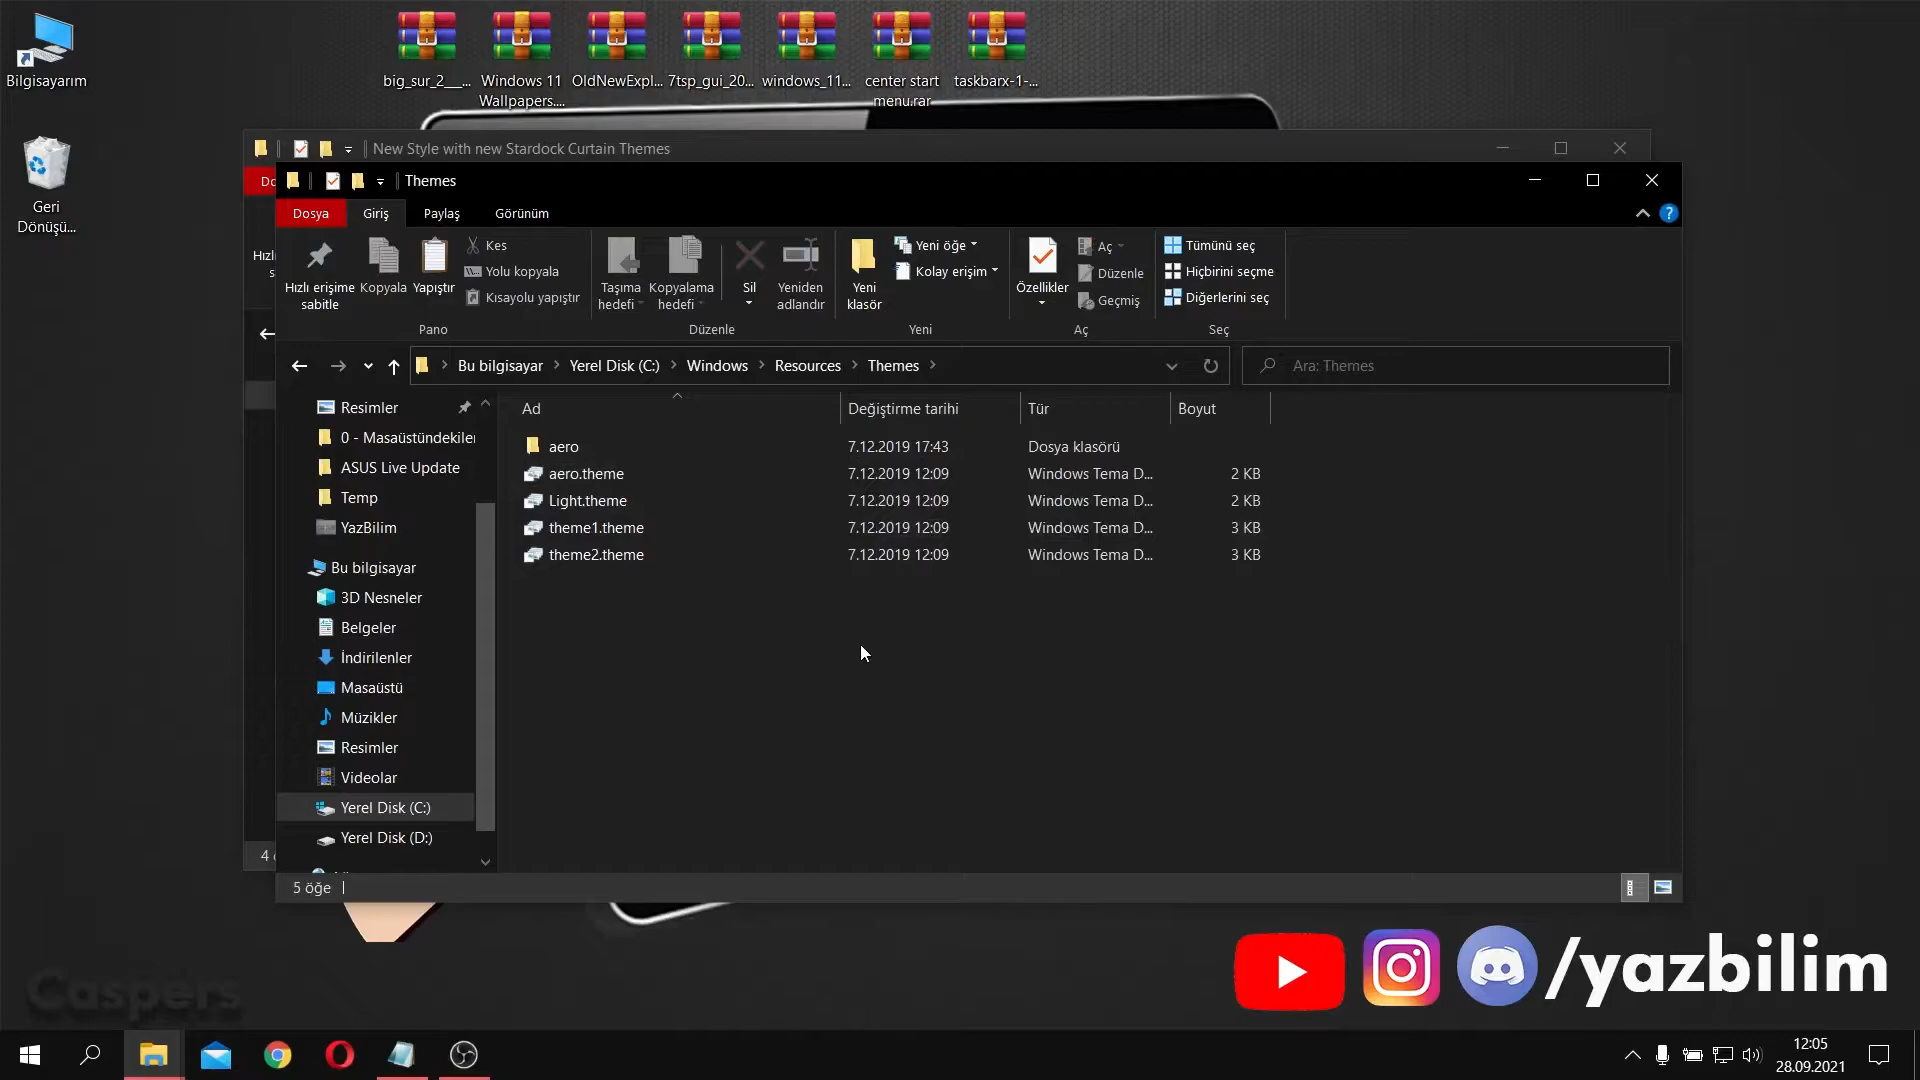 Bilgisayarım
Geri
Dönüşü...
big_sur_2___...
Windows 11
Wallpapers....
OldNewExpl...
7tsp_gui_20...
windows_11...
center start
menu.rar
taskbarx-1-...
New Style with new Stardock Curtain Themes
Themes
Dosya
Giriş
Paylaş
Görünüm
?
Hızlı erişime
sabitle
Kopyala
Yapıştır
Kes
Yolu kopyala
Kısayolu yapıştır
Pano
Taşıma
hedefi
Kopyalama
hedefi
Sil
Yeniden
adlandır
Düzenle
Yeni
klasör
Yeni öğe
Kolay erişim
Yeni
Özellikler
Aç
Düzenle
Geçmiş
Aç
Tümünü seç
Hiçbirini seçme
Diğerlerini seç
Seç
Bu bilgisayar
Yerel Disk (C:)
Windows
Resources
Themes
Ara: Themes
Resimler
0 - Masaüstündekiler
ASUS Live Update
Temp
YazBilim
Bu bilgisayar
3D Nesneler
Belgeler
İndirilenler
Masaüstü
Müzikler
Resimler
Videolar
Yerel Disk (C:)
Yerel Disk (D:)
Ad Değiştirme tarihi Tür Boyut
aero 7.12.2019 17:43 Dosya klasörü
aero.theme 7.12.2019 12:09 Windows Tema D... 2 KB
Light.theme 7.12.2019 12:09 Windows Tema D... 2 KB
theme1.theme 7.12.2019 12:09 Windows Tema D... 3 KB
theme2.theme 7.12.2019 12:09 Windows Tema D... 3 KB
5 öğe
/yazbilim
Caspers
12:05
28.09.2021